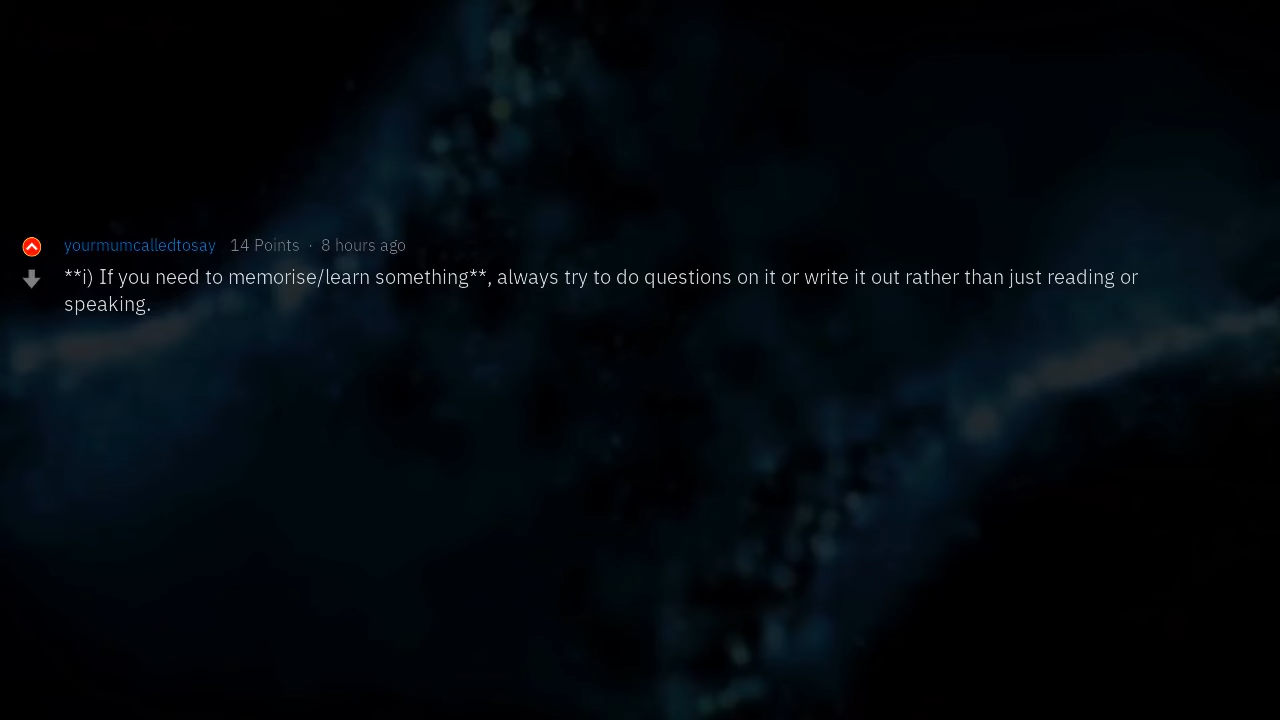 yourmumcalledtosay 14 Points · 8 hours ago
**i) If you need to memorise/learn something**, always try to do questions on it or write it out rather than just reading or
speaking.